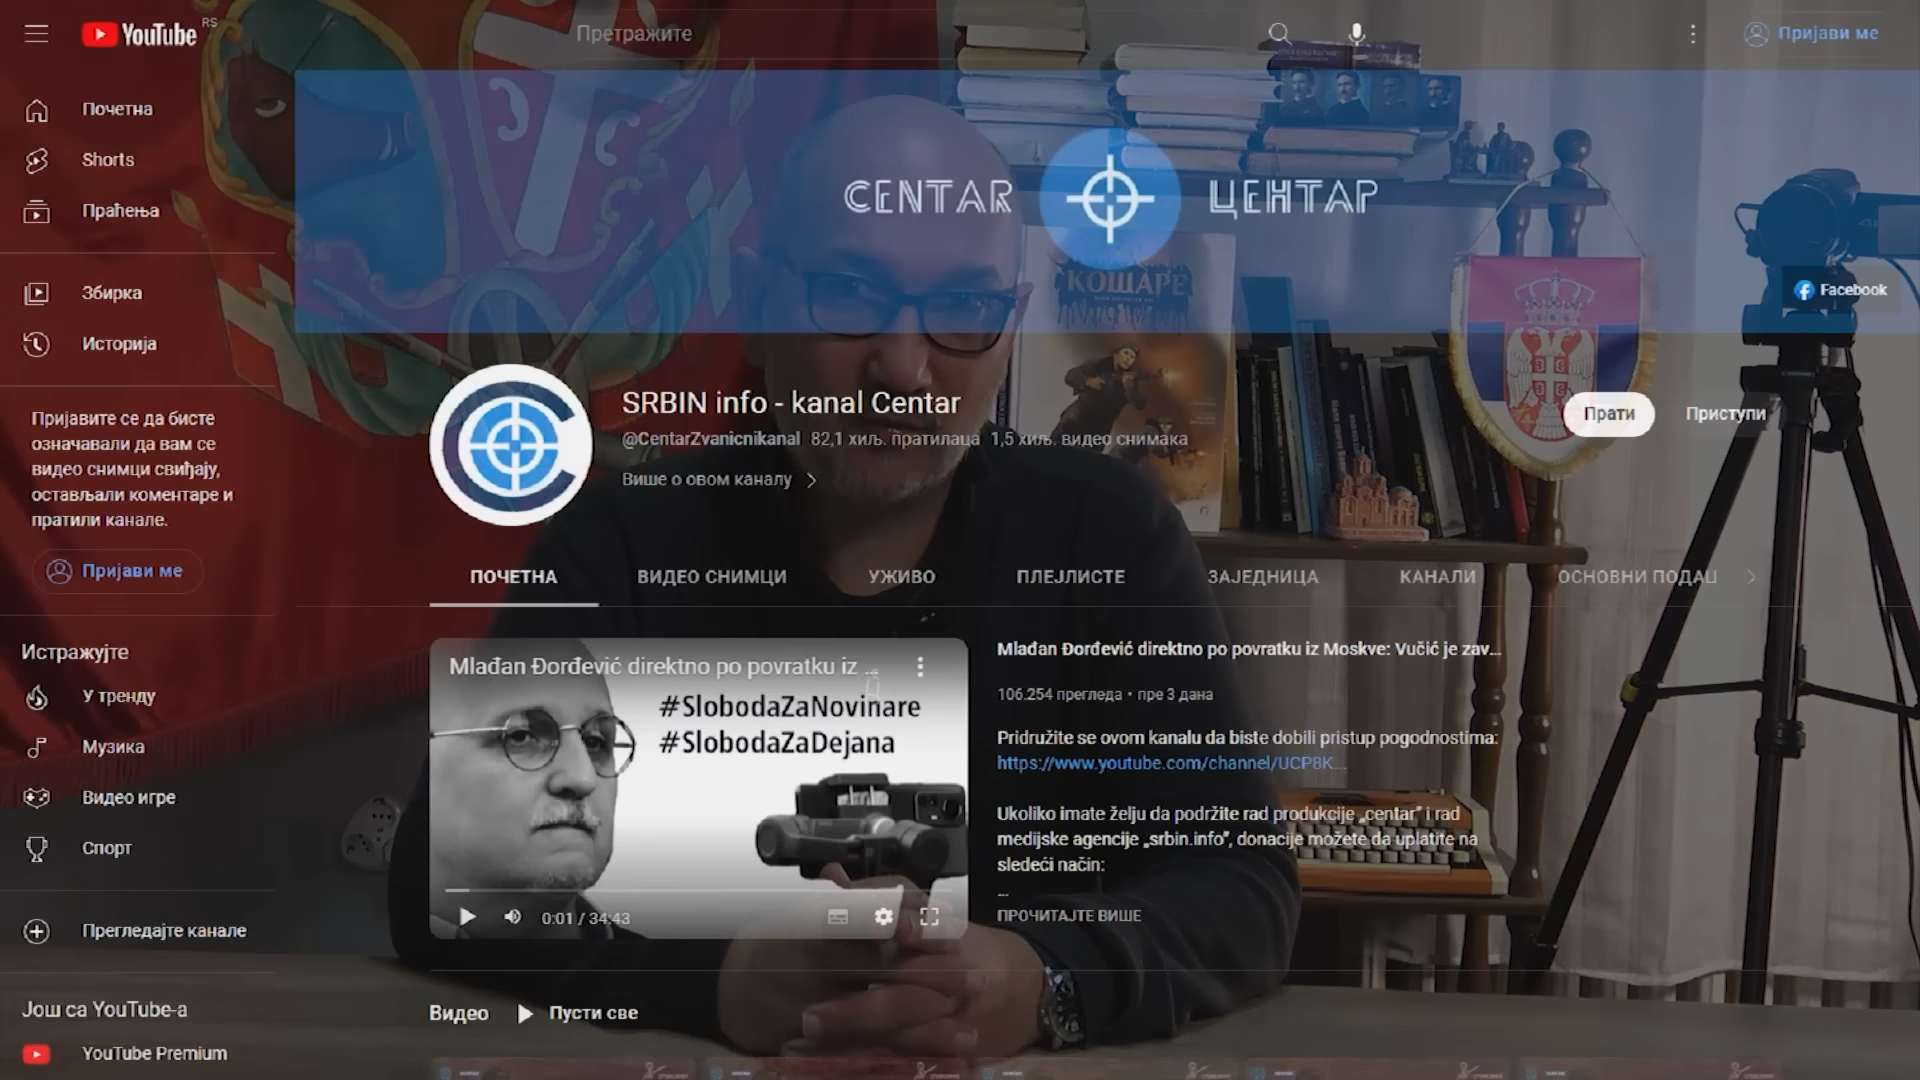 YouTube RS
Претражите
Пријави ме
Почетна
Shorts
Праћења
Збирка
Историја
Пријавите се да бисте
означавали да вам се
видео снимци свиђају,
остављали коментаре и
пратили канале.
Пријави ме
Истражујте
У тренду
Музика
Видео игре
Спорт
Прегледајте канале
Још са YouTube-а
YouTube Premium
CENTAR
ЦЕНТАР
КОШАРЕ
Facebook
SRBIN info - kanal Centar
@CentarZvanicnikanal 82,1 хиљ. пратилаца 1,5 хиљ. видео снимака
Више о овом каналу
Прати
Приступи
ПОЧЕТНА
ВИДЕО СНИМЦИ
УЖИВО
ПЛЕЈЛИСТЕ
ЗАЈЕДНИЦА
КАНАЛИ
ОСНОВНИ ПОДАЦ
Mlađan Đorđević direktno po povratku iz ...
#SlobodaZaNovinare
#SlobodaZaDejana
0:01 / 34:43
Mlađan Đorđević direktno po povratku iz Moskve: Vučić je zav...
106.254 прегледа • пре 3 дана
Pridružite se ovom kanalu da biste dobili pristup pogodnostima:
https://www.youtube.com/channel/UCP8K...
Ukoliko imate želju da podržite rad produkcije „centar" i rad
medijske agencije „srbin.info", donacije možete da uplatite na
sledeći način:
...
ПРОЧИТАЈТЕ ВИШЕ
Видео
Пусти све